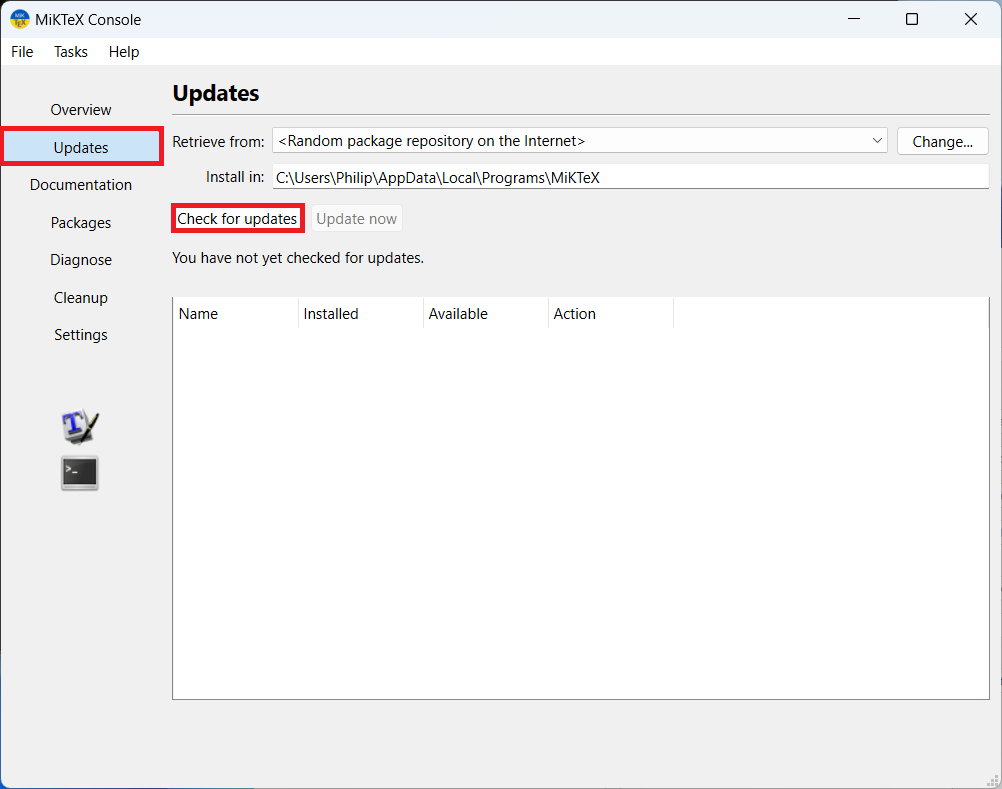 MiKTeX Console
File Tasks Help
Overview
Updates
Documentation
Packages
Diagnose
Cleanup
Settings
Updates
Retrieve from: <Random package repository on the Internet> Change...
Install in: C:\Users\Philip\AppData\Local\Programs\MiKTeX
Check for updates Update now
You have not yet checked for updates.
Name Installed Available Action